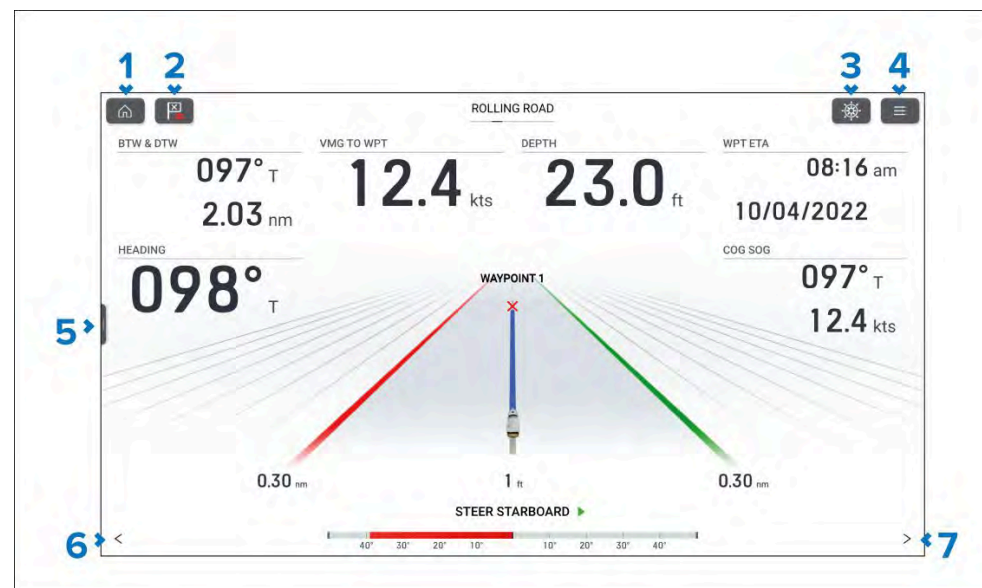 1 2 3 4
ROLLING ROAD
BTW & DTW
097° T
2.03 nm
VMG TO WPT
12.4 kts
DEPTH
23.0 ft
WPT ETA
08:16 am
10/04/2022
HEADING
098° T
COG SOG
097° T
12.4 kts
WAYPOINT 1
5
0.30 nm 1 ft 0.30 nm
STEER STARBOARD
6 < > 7
40° 30° 20° 10° 10° 20° 30° 40°